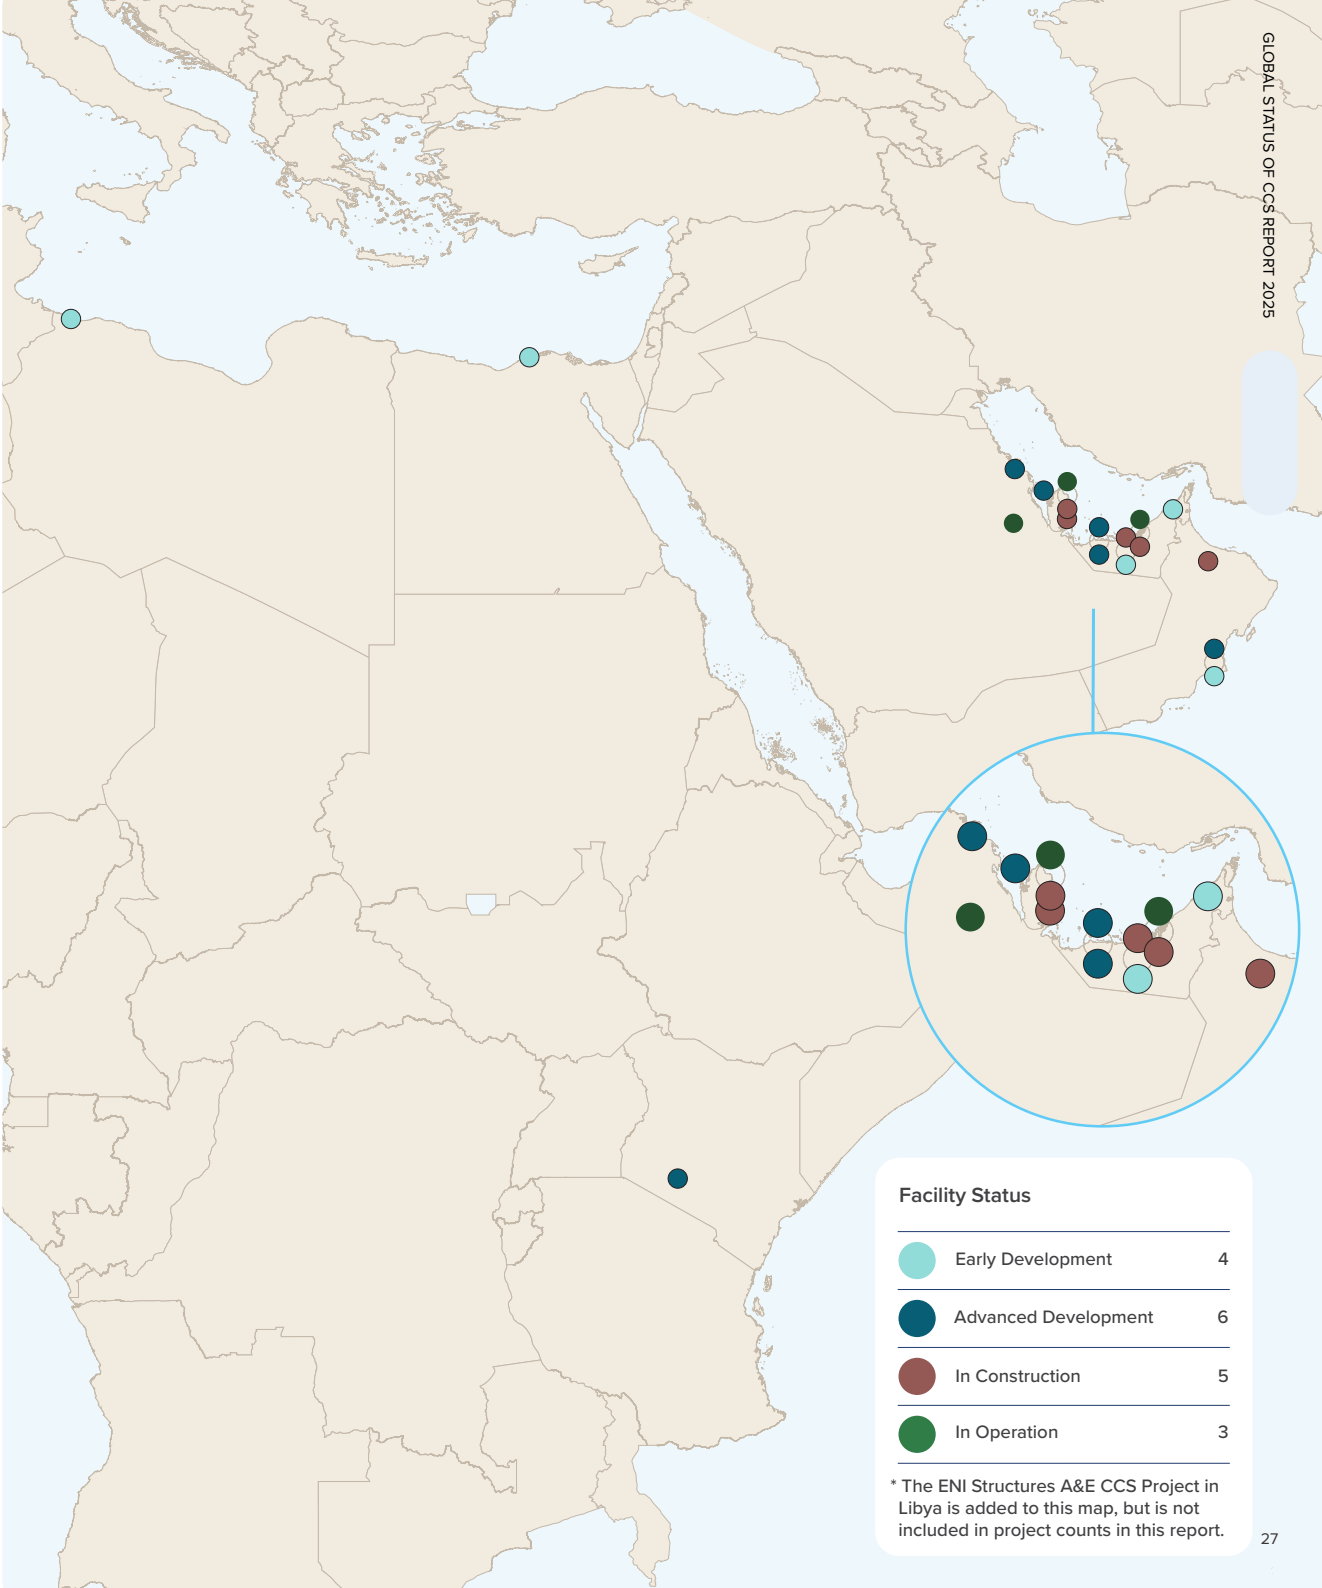 GLOBAL STATUS OF CCS REPORT 2025
Facility Status
Early Development 4
Advanced Development 6
In Construction 5
In Operation 3
* The ENI Structures A&E CCS Project in
Libya is added to this map, but is not
included in project counts in this report.
27